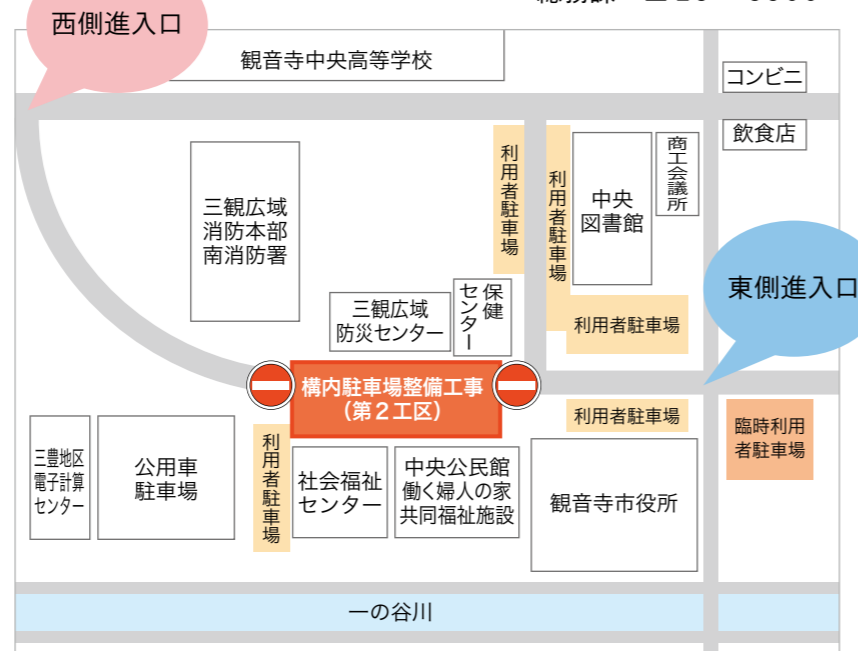 西側進入口
観音寺中央高等学校
コンビニ
飲食店
商工会議所
利用者駐車場
利用者駐車場
中央
図書館
三観広域
消防本部
南消防署
東側進入口
保健
センター
三観広域
防災センター
利用者駐車場
構内駐車場整備工事
(第2工区)
利用者駐車場
臨時利用
者駐車場
三豊地区
電子計算
センター
公用車
駐車場
利用者駐車場
社会福祉
センター
中央公民館
働く婦人の家
共同福祉施設
観音寺市役所
一の谷川